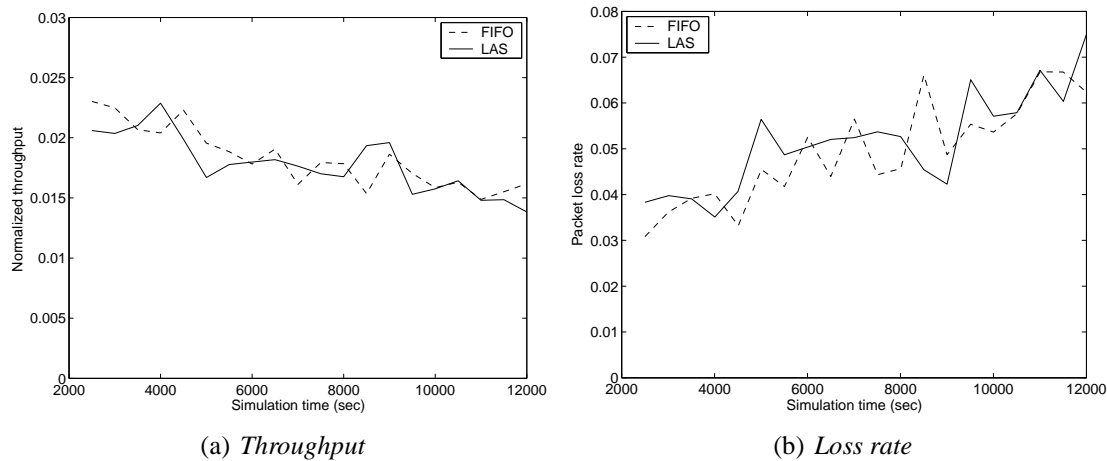 0.03
0.025
0.02
0.015
0.01
0.005
0
2000
4000
6000
8000
10000
12000
Normalized throughput
Simulation time (sec)
FIFO
LAS
(a) Throughput
0.08
0.07
0.06
0.05
0.04
0.03
0.02
0.01
0
2000
4000
6000
8000
10000
12000
Packet loss rate
Simulation time (sec)
FIFO
LAS
(b) Loss rate